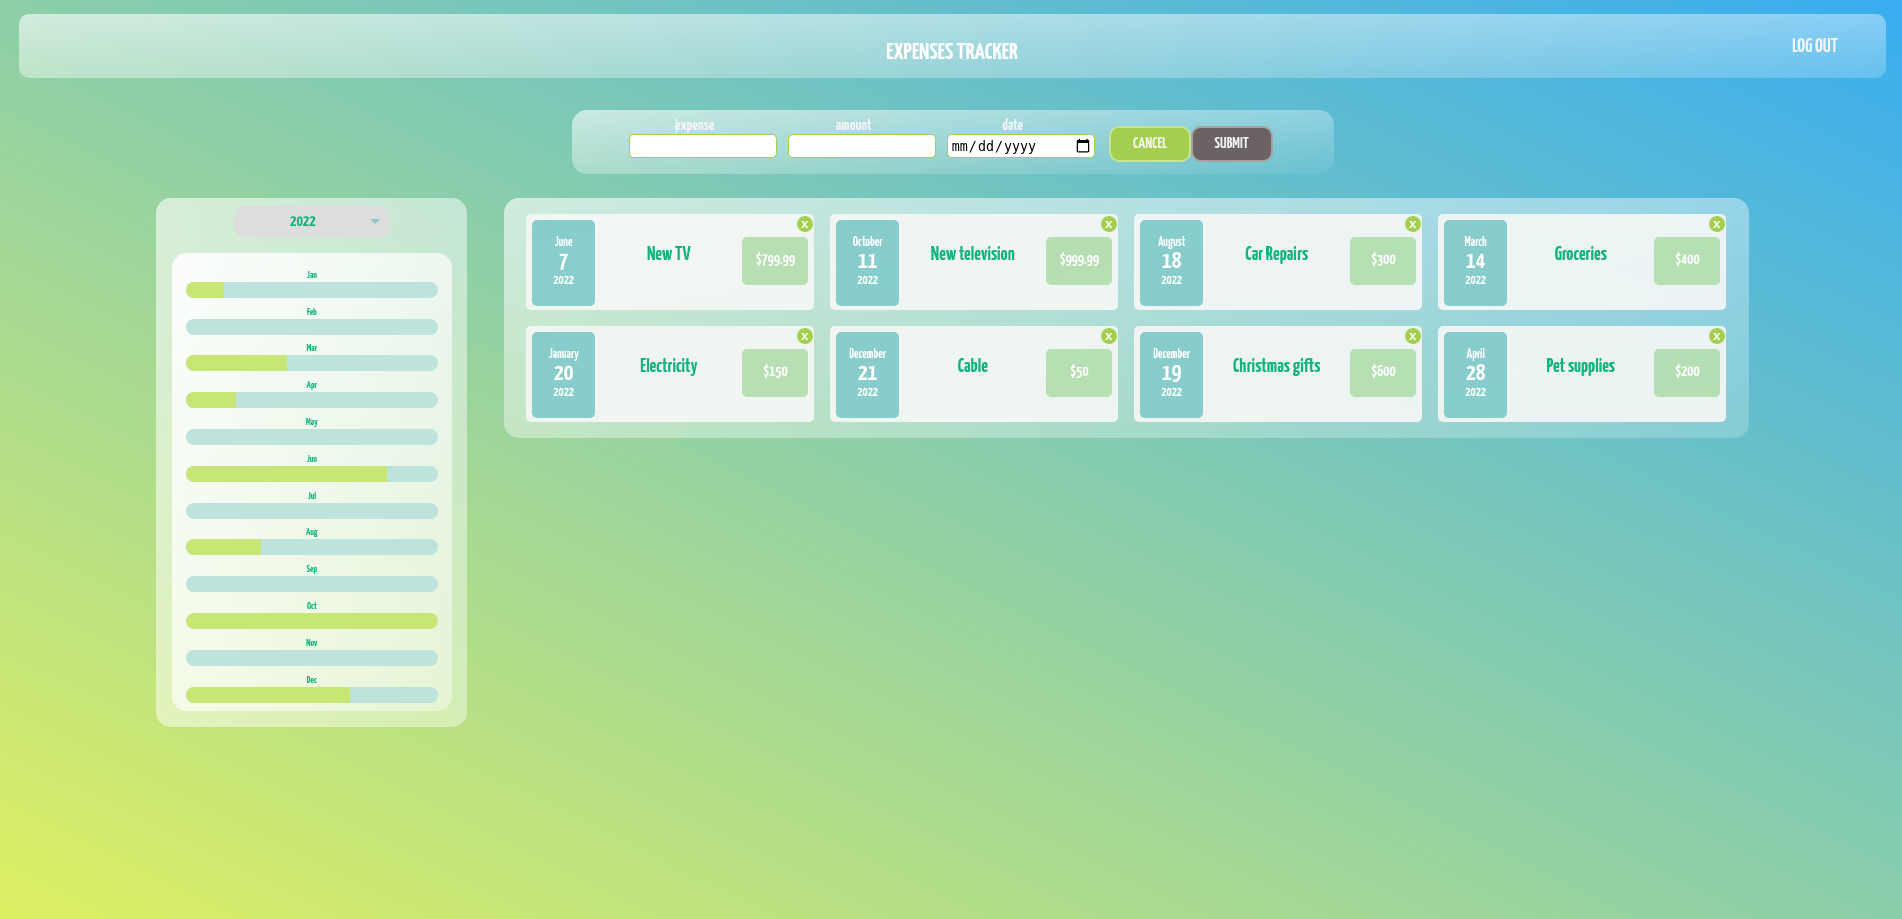 EXPENSES TRACKER
LOG OUT
expense
amount
date
mm/dd/yyyy
CANCEL
SUBMIT
2022
Jan
Feb
Mar
Apr
May
Jun
Jul
Aug
Sep
Oct
Nov
Dec
x
June
7
2022
New TV
$799.99
x
October
11
2022
New television
$999.99
x
August
18
2022
Car Repairs
$300
x
March
14
2022
Groceries
$400
x
January
20
2022
Electricity
$150
x
December
21
2022
Cable
$50
x
December
19
2022
Christmas gifts
$600
x
April
28
2022
Pet supplies
$200